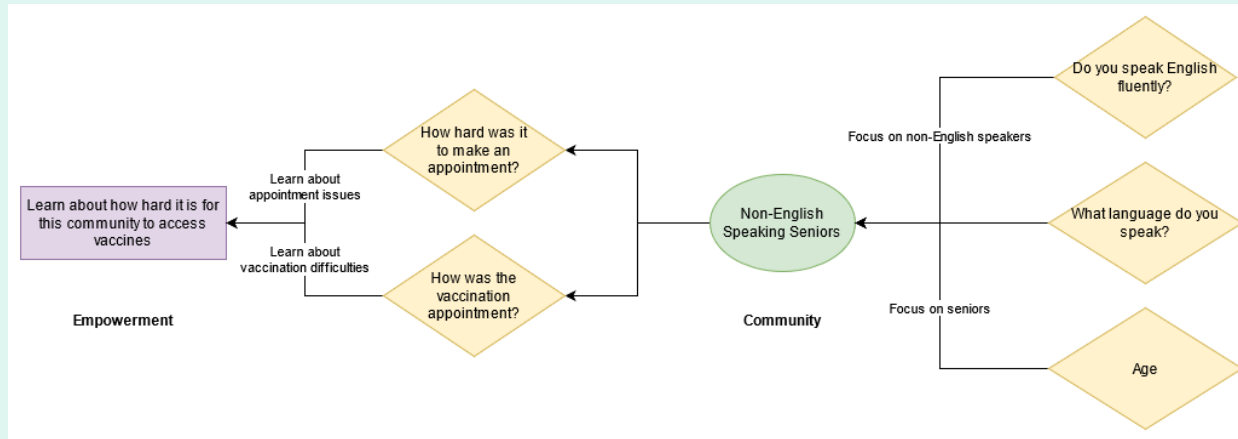 Do you speak English
fluently?
How hard was it
to make an
appointment?
Focus on non-English speakers
Learn about
appointment issues
Learn about how hard it is for
this community to access
vaccines
Non-English
Speaking Seniors
What language do you
speak?
Learn about
vaccination difficulties
How was the
vaccination
appointment?
Focus on seniors
Empowerment
Community
Age